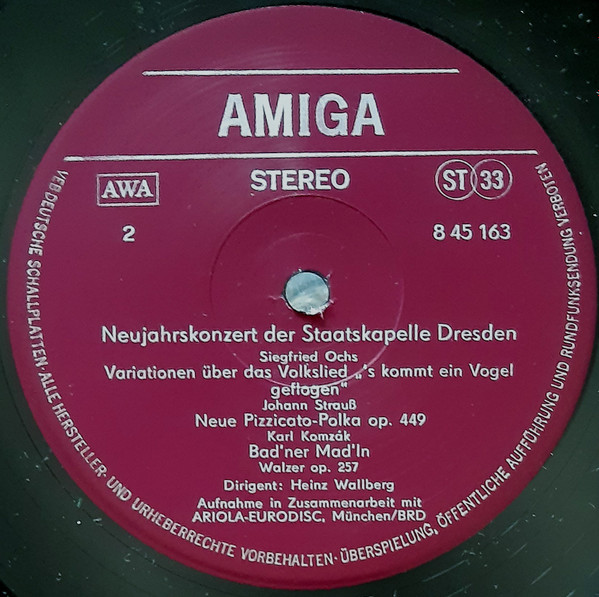 AMIGA
AWA
STEREO
ST 33
2
8 45 163
Neujahrskonzert der Staatskapelle Dresden
Siegfried Ochs
Variationen über das Volkslied „'s kommt ein Vogel
geflogen“
Johann Strauß
Neue Pizzicato-Polka op. 449
Karl Komzák
Bad'ner Mad'ln
Walzer op. 257
Dirigent: Heinz Wallberg
Aufnahme in Zusammenarbeit mit
ARIOLA-EURODISC, München/BRD
VEB DEUTSCHE SCHALLPLATTEN · ALLE HERSTELLER- UND URHEBERRECHTE VORBEHALTEN · ÜBERSPIELUNG, ÖFFENTLICHE AUFFÜHRUNG UND RUNDFUNKSENDUNG VERBOTEN